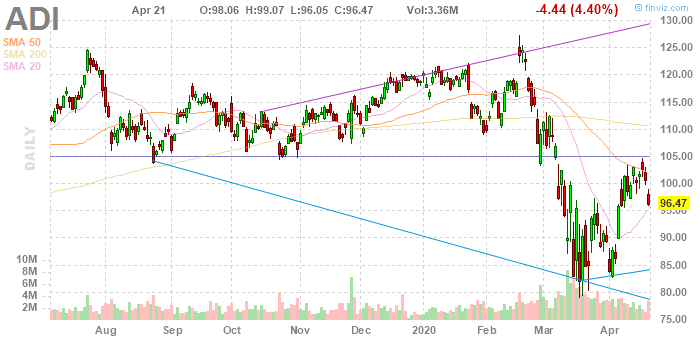 ADI
Apr 21
O:98.06 H:99.07 L:96.05 C:96.47
Vol:3.36M
-4.44 (4.40%)
© finviz.com
SMA 50
SMA 200
SMA 20
DAILY
130.00
125.00
120.00
115.00
110.00
105.00
100.00
96.47
90.00
85.00
80.00
75.00
10M
8M
6M
4M
2M
Aug Sep Oct Nov Dec 2020 Feb Mar Apr